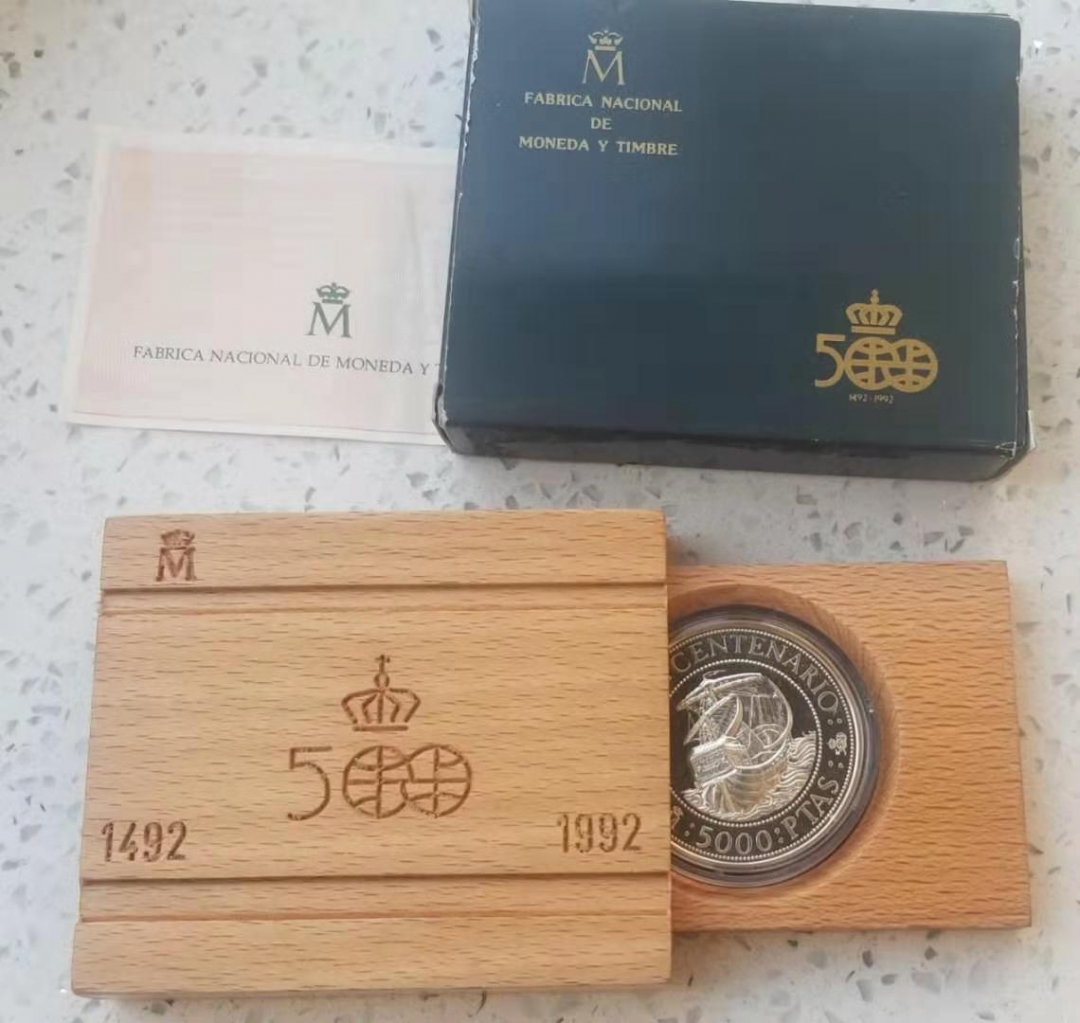 M
FABRICA NACIONAL
DE
MONEDA Y TIMBRE
500
1492-1992
M
FABRICA NACIONAL DE MONEDA Y
M
500
1492
1992
CENTENARIO:
:5000:PTAS: